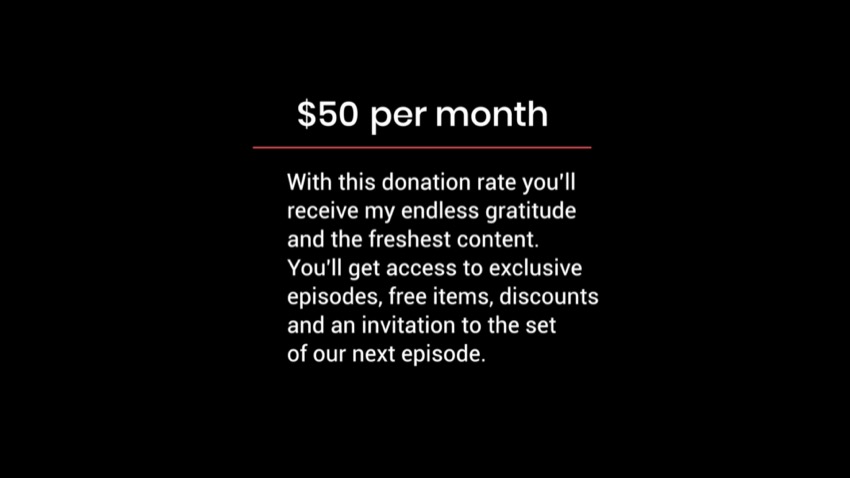 $50 per month
With this donation rate you'll
receive my endless gratitude
and the freshest content.
You'll get access to exclusive
episodes, free items, discounts
and an invitation to the set
of our next episode.